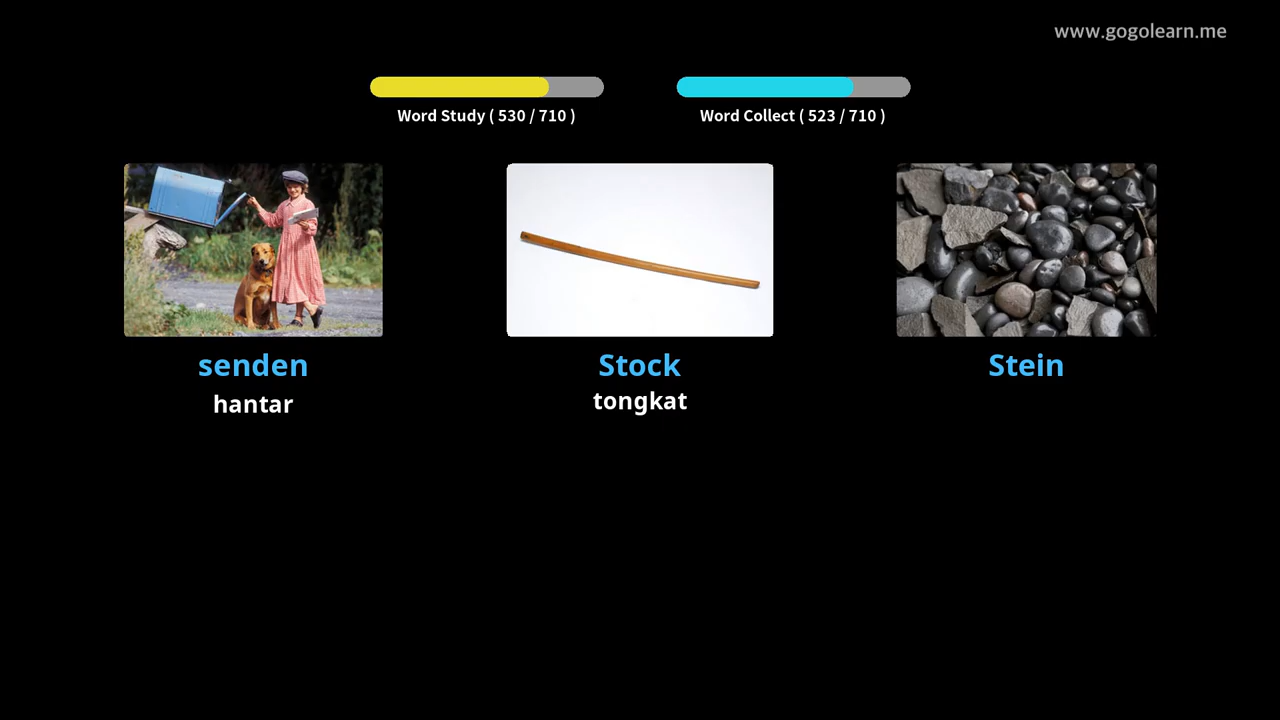 www.gogolearn.me
Word Study ( 530 / 710 )
Word Collect ( 523 / 710 )
senden
hantar
Stock
tongkat
Stein